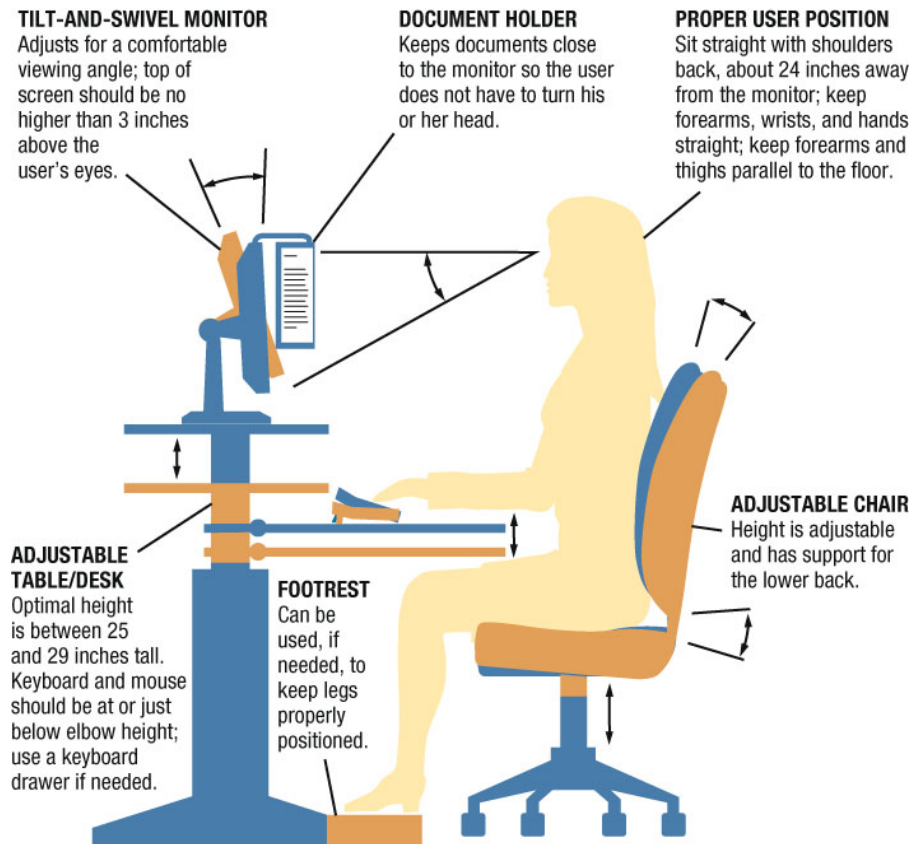 TILT-AND-SWIVEL MONITOR
Adjusts for a comfortable
viewing angle; top of
screen should be no
higher than 3 inches
above the
user's eyes.
DOCUMENT HOLDER
Keeps documents close
to the monitor so the user
does not have to turn his
or her head.
PROPER USER POSITION
Sit straight with shoulders
back, about 24 inches away
from the monitor; keep
forearms, wrists, and hands
straight; keep forearms and
thighs parallel to the floor.
ADJUSTABLE
TABLE/DESK
Optimal height
is between 25
and 29 inches tall.
Keyboard and mouse
should be at or just
below elbow height;
use a keyboard
drawer if needed.
FOOTREST
Can be
used, if
needed, to
keep legs
properly
positioned.
ADJUSTABLE CHAIR
Height is adjustable
and has support for
the lower back.